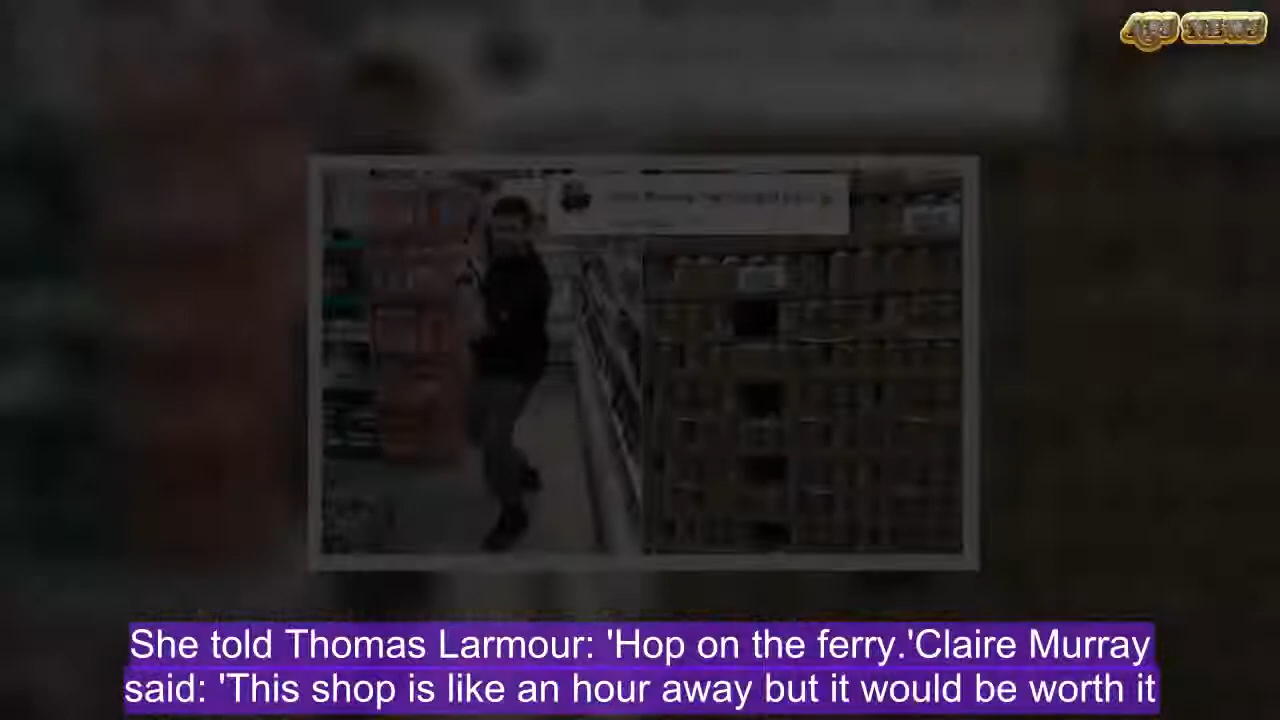 NEWS
She told Thomas Larmour: 'Hop on the ferry.'Claire Murray
said: 'This shop is like an hour away but it would be worth it